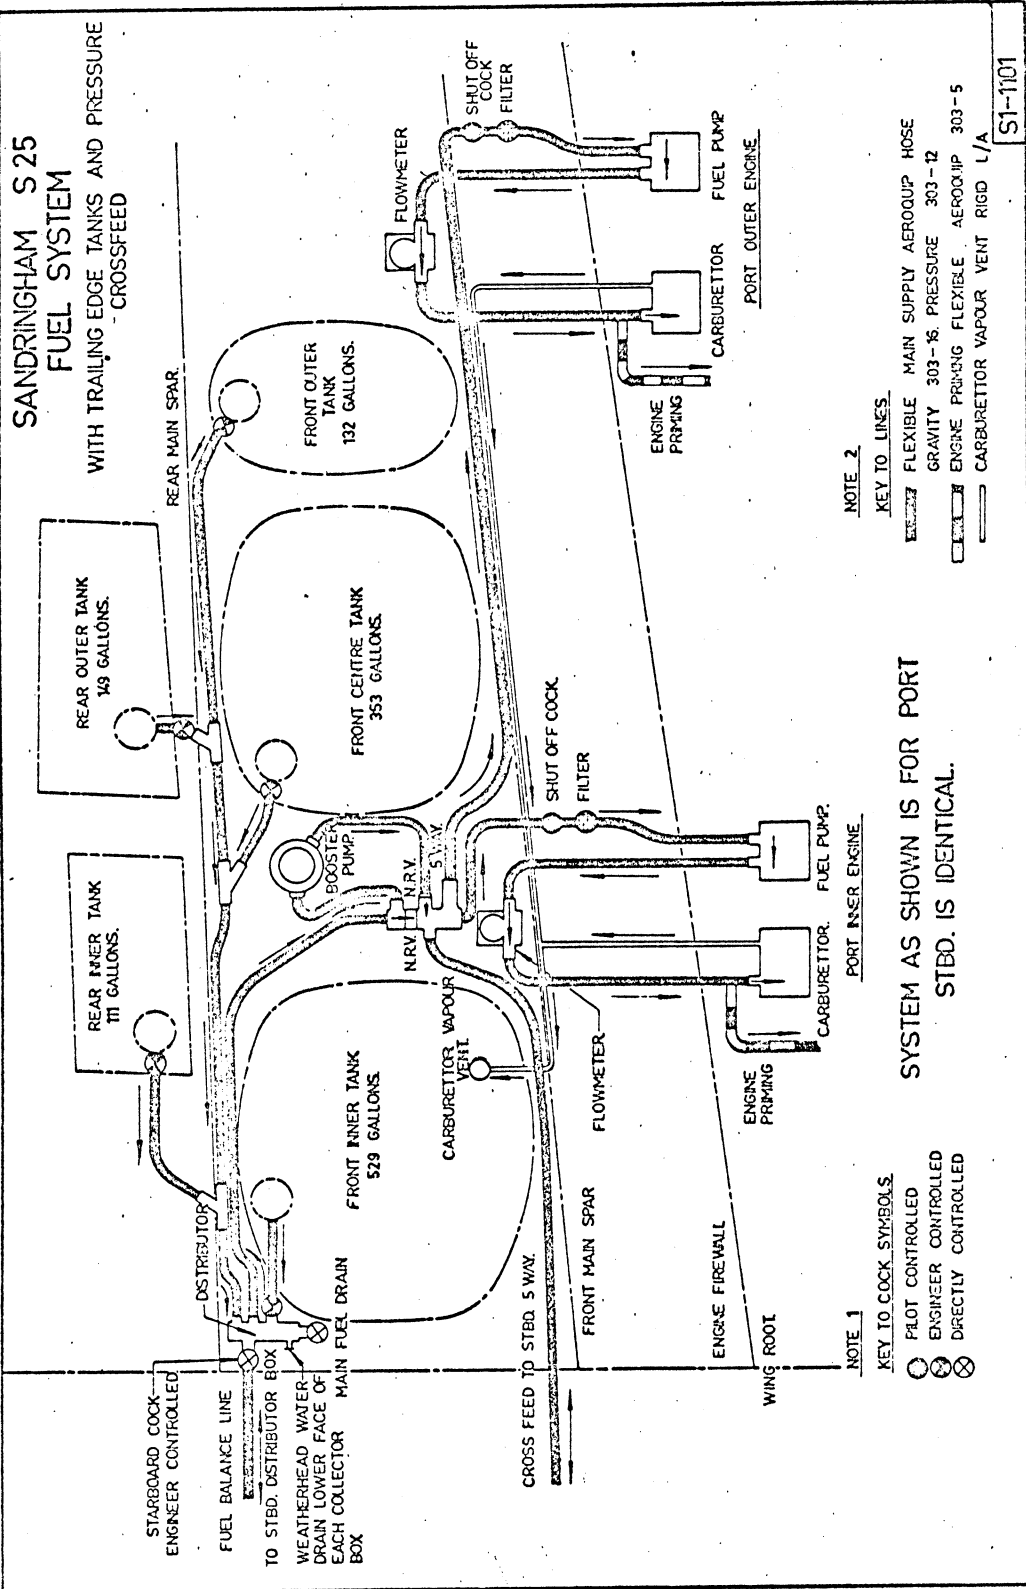 SANDRINGHAM S 25
FUEL SYSTEM
WITH TRAILING EDGE TANKS AND PRESSURE
CROSSFEED
REAR MAIN SPAR.
REAR OUTER TANK
149 GALLONS.
REAR INNER TANK
111 GALLONS.
FRONT OUTER
TANK
132 GALLONS.
FRONT CENTRE TANK
353 GALLONS.
FRONT INNER TANK
529 GALLONS.
BOOSTER
PUMP.
N.R.V.
N.R.V.
5 WAY.
CARBURETTOR VAPOUR
VENT.
DISTRIBUTOR
STARBOARD COCK
ENGINEER CONTROLLED
FUEL BALANCE LINE
TO STBD. DISTRIBUTOR BOX
WEATHERHEAD WATER
DRAIN LOWER FACE OF
EACH COLLECTOR
BOX
MAIN FUEL DRAIN
CROSS FEED TO STBD. 5 WAY.
FRONT MAIN SPAR
ENGINE FIREWALL
WING ROOT
FLOWMETER
SHUT OFF
COCK
FILTER
FUEL PUMP
CARBURETTOR
PORT OUTER ENGINE
ENGINE
PRIMING
SHUT OFF COCK.
FILTER
FUEL PUMP.
CARBURETTOR.
PORT INNER ENGINE
FLOWMETER
ENGINE
PRIMING
NOTE 1
KEY TO COCK SYMBOLS
PILOT CONTROLLED
ENGINEER CONTROLLED
DIRECTLY CONTROLLED
SYSTEM AS SHOWN IS FOR PORT
STBD. IS IDENTICAL.
NOTE 2
KEY TO LINES
FLEXIBLE MAIN SUPPLY AEROQUIP HOSE
GRAVITY 303-16. PRESSURE 303-12
ENGINE PRIMING FLEXIBLE. AEROQUIP 303-5
CARBURETTOR VAPOUR VENT RIGID L/A
S1-1101